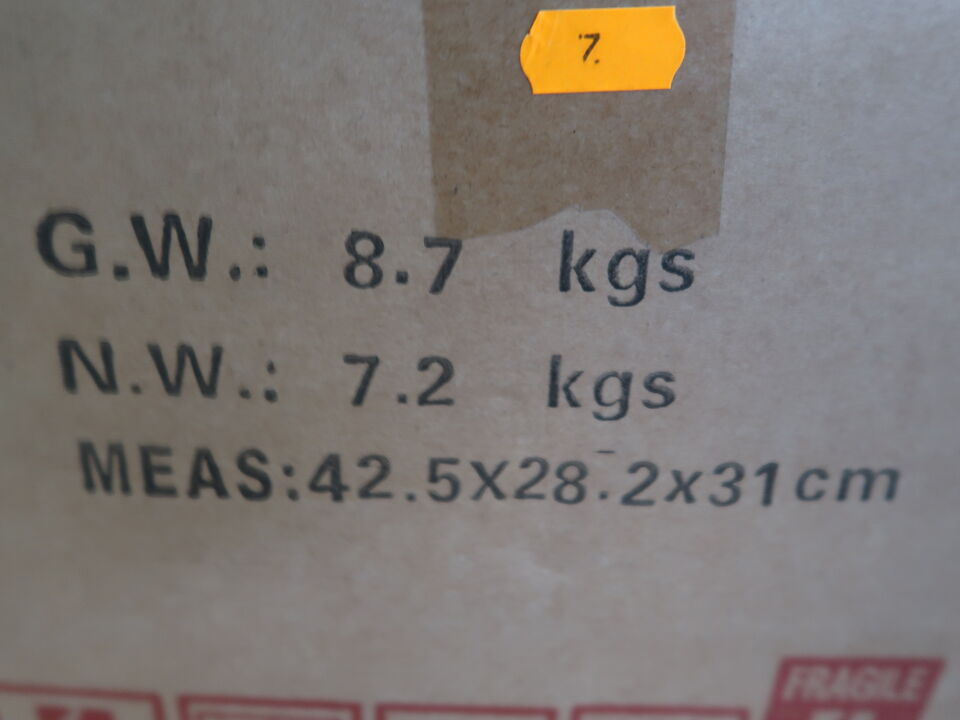 7.
G.W.: 8.7 kgs
N.W.: 7.2 kgs
MEAS:42.5X28.2x31cm
FRAGILE